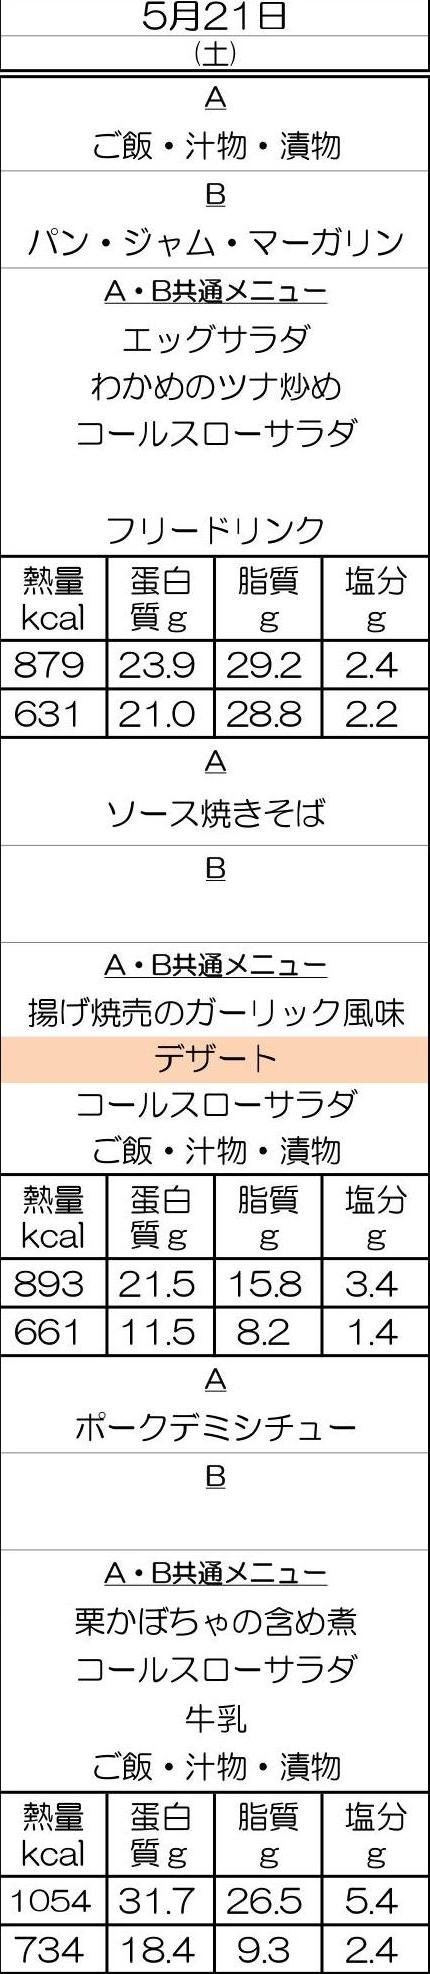 5月21日
(土)
A
ご飯・汁物・漬物
B
パン・ジャム・マーガリン
A・B共通メニュー
エッグサラダ
わかめのツナ炒め
コールスローサラダ
フリードリンク
熱量 蛋白 脂質 塩分
kcal 質g g g
879 23.9 29.2 2.4
631 21.0 28.8 2.2
A
ソース焼きそば
B
A・B共通メニュー
揚げ焼売のガーリック風味
デザート
コールスローサラダ
ご飯・汁物・漬物
熱量 蛋白 脂質 塩分
kcal 質g g g
893 21.5 15.8 3.4
661 11.5 8.2 1.4
A
ポークデミシチュー
B
A・B共通メニュー
栗かぼちゃの含め煮
コールスローサラダ
牛乳
ご飯・汁物・漬物
熱量 蛋白 脂質 塩分
kcal 質g g g
1054 31.7 26.5 5.4
734 18.4 9.3 2.4